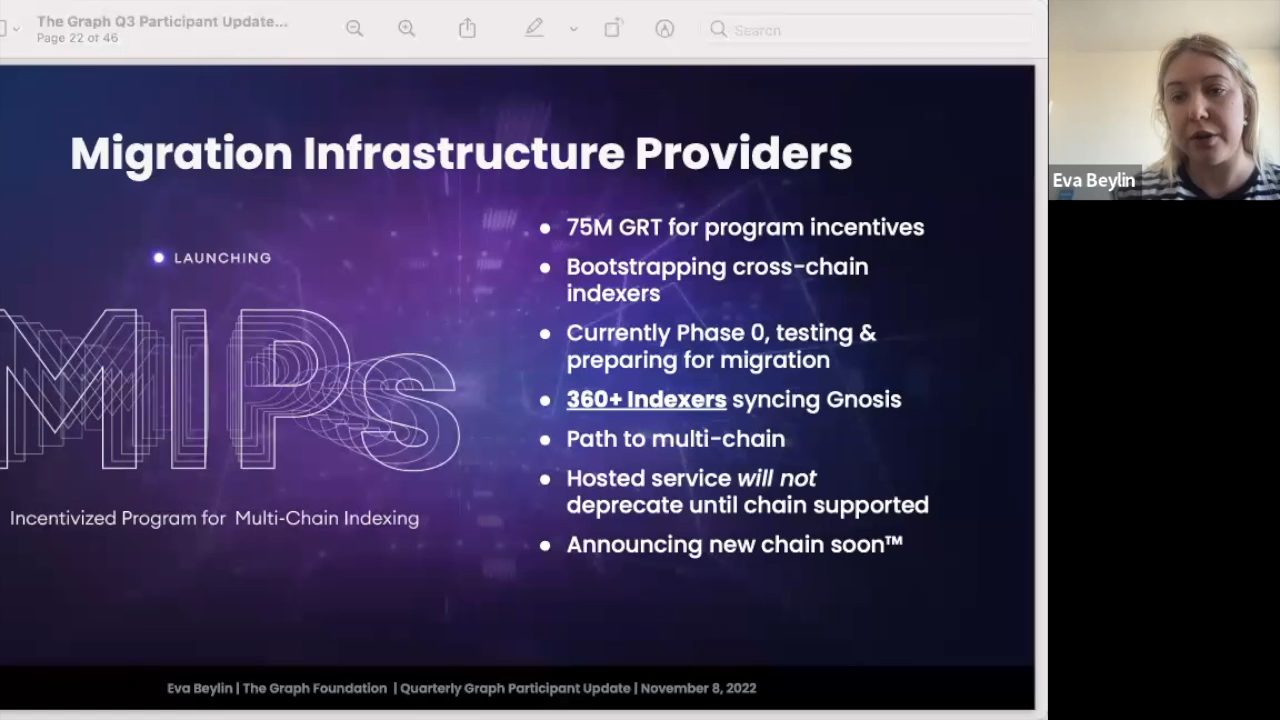 The Graph Q3 Participant Update...
Page 22 of 46
Search
Migration Infrastructure Providers
LAUNCHING
MIPs
Incentivized Program for Multi-Chain Indexing
● 75M GRT for program incentives
● Bootstrapping cross-chain
indexers
● Currently Phase 0, testing &
preparing for migration
● 360+ Indexers syncing Gnosis
● Path to multi-chain
● Hosted service will not
deprecate until chain supported
● Announcing new chain soon™
Eva Beylin | The Graph Foundation | Quarterly Graph Participant Update | November 8, 2022
Eva Beylin